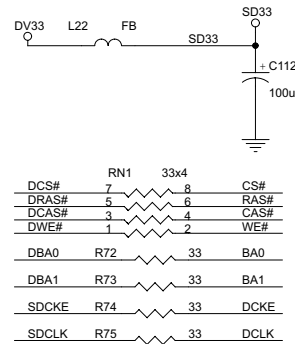 SD33
DV33 L22 FB
SD33
+ C112
100u
RN1 33x4
DCS# 7 8 CS#
DRAS# 5 6 RAS#
DCAS# 3 4 CAS#
DWE# 1 2 WE#
DBA0 R72 33 BA0
DBA1 R73 33 BA1
SDCKE R74 33 DCKE
SDCLK R75 33 DCLK